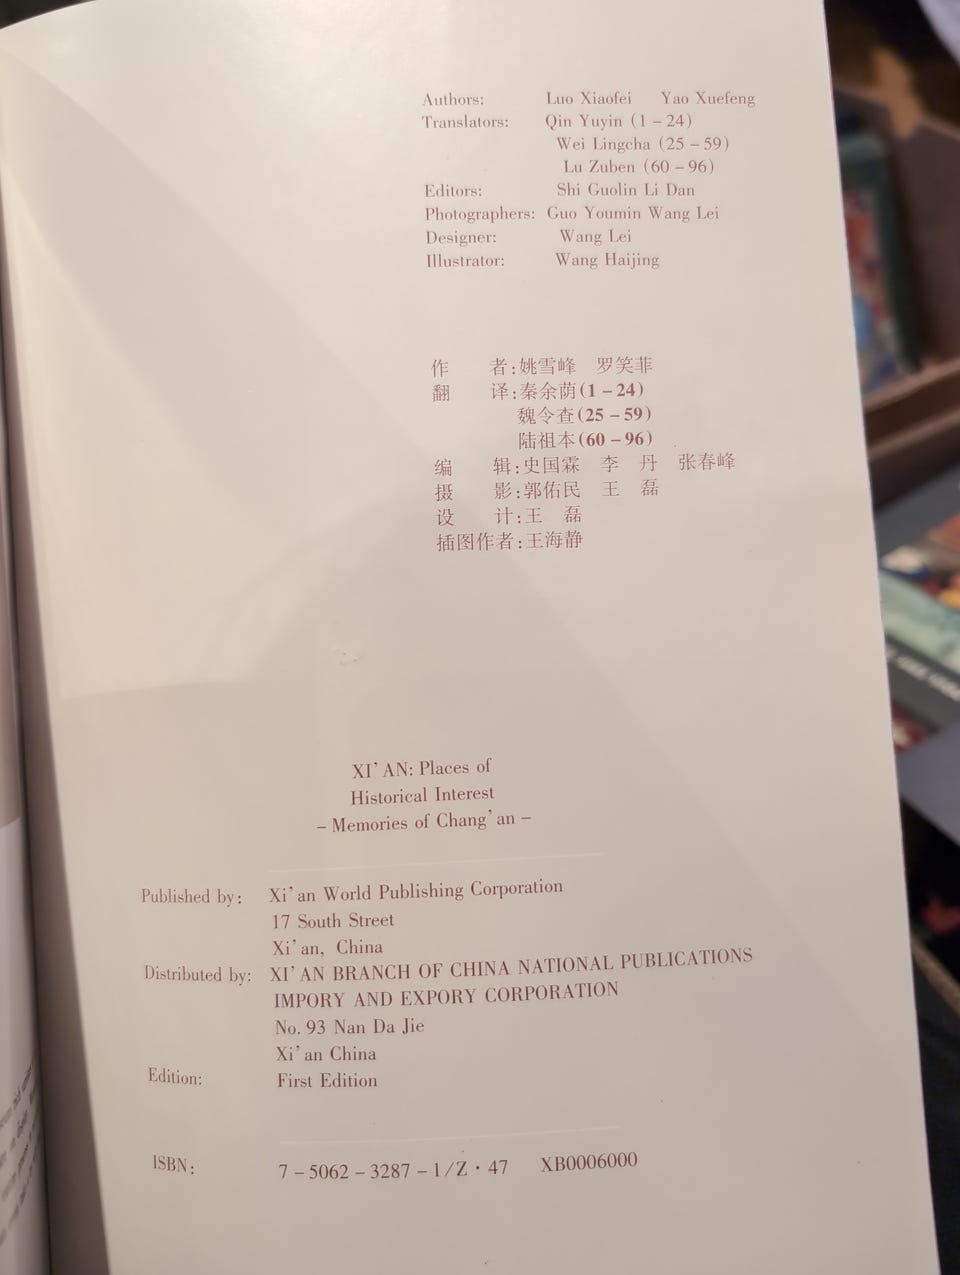 Authors: Luo Xiaofei Yao Xuefeng
Translators: Qin Yuyin (1 – 24)
Wei Lingcha (25 – 59)
Lu Zuben (60 – 96)
Editors: Shi Guolin Li Dan
Photographers: Guo Youmin Wang Lei
Designer: Wang Lei
Illustrator: Wang Haijing
作 者:姚雪峰 罗笑菲
翻 译:秦余荫(1 – 24)
魏令查(25 – 59)
陆祖本(60 – 96)
编 辑:史国霖 李 丹 张春峰
摄 影:郭佑民 王 磊
设 计:王 磊
插图作者:王海静
XI'AN: Places of
Historical Interest
– Memories of Chang'an –
Published by: Xi'an World Publishing Corporation
17 South Street
Xi'an, China
Distributed by: XI'AN BRANCH OF CHINA NATIONAL PUBLICATIONS
IMPORY AND EXPORY CORPORATION
No. 93 Nan Da Jie
Xi'an China
Edition: First Edition
ISBN: 7 – 5062 – 3287 – 1/Z · 47 XB0006000